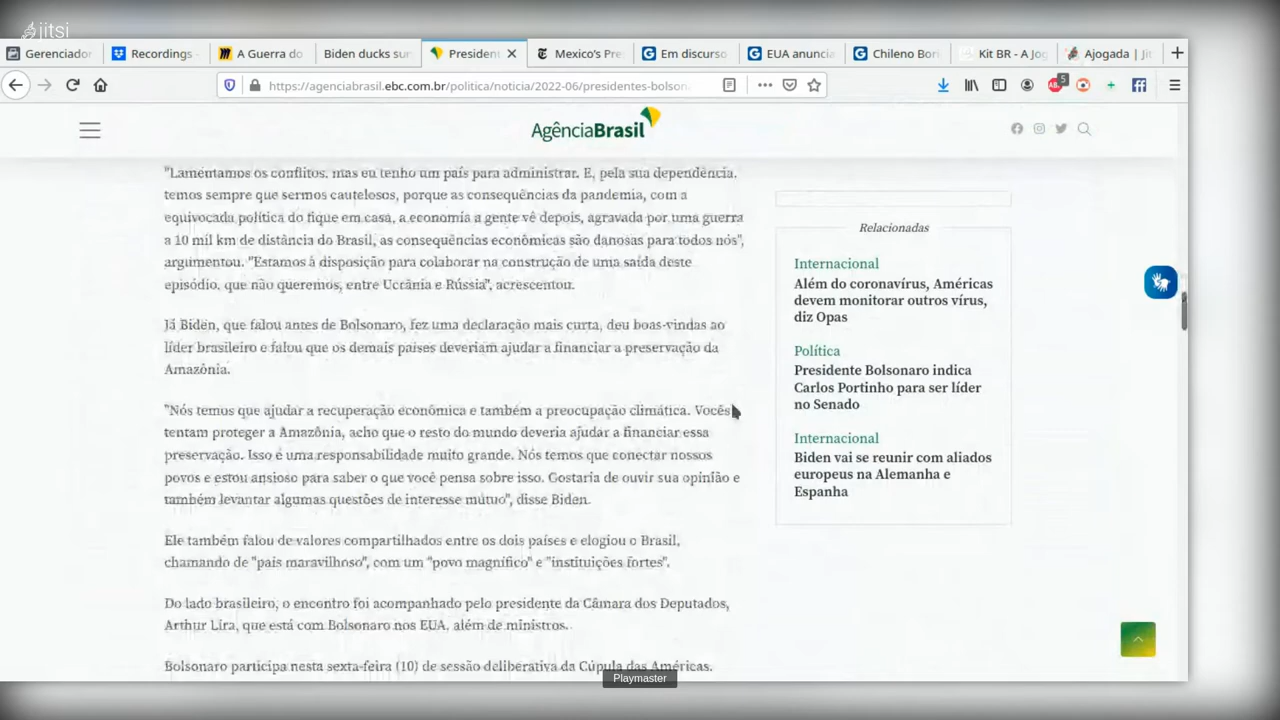 jitsi
Gerenciador
Recordings -
A Guerra do
Biden ducks sum
President
Mexico's Pre
Em discurso
EUA anuncia
Chileno Bori
Kit BR - A Jog
Ajogada | Jit
https://agenciabrasil.ebc.com.br/politica/noticia/2022-06/presidentes-bolson
5
AgênciaBrasil
"Lamentamos os conflitos, mas eu tenho um país para administrar. E, pela sua dependência,
temos sempre que sermos cautelosos, porque as consequências da pandemia, com a
equivocada política do fique em casa, a economia a gente vê depois, agravada por uma guerra
a 10 mil km de distância do Brasil, as consequências econômicas são danosas para todos nós",
argumentou. "Estamos à disposição para colaborar na construção de uma saída deste
episódio, que não queremos, entre Ucrânia e Rússia", acrescentou.
Já Biden, que falou antes de Bolsonaro, fez uma declaração mais curta, deu boas-vindas ao
líder brasileiro e falou que os demais países deveriam ajudar a financiar a preservação da
Amazônia.
"Nós temos que ajudar a recuperação econômica e também a preocupação climática. Vocês
tentam proteger a Amazônia, acho que o resto do mundo deveria ajudar a financiar essa
preservação. Isso é uma responsabilidade muito grande. Nós temos que conectar nossos
povos e estou ansioso para saber o que você pensa sobre isso. Gostaria de ouvir sua opinião e
também levantar algumas questões de interesse mútuo", disse Biden.
Ele também falou de valores compartilhados entre os dois países e elogiou o Brasil,
chamando de "país maravilhoso", com um "povo magnífico" e "instituições fortes".
Do lado brasileiro, o encontro foi acompanhado pelo presidente da Câmara dos Deputados,
Arthur Lira, que está com Bolsonaro nos EUA, além de ministros.
Bolsonaro participa nesta sexta-feira (10) de sessão deliberativa da Cúpula das Américas.
Relacionadas
Internacional
Além do coronavírus, Américas
devem monitorar outros vírus,
diz Opas
Política
Presidente Bolsonaro indica
Carlos Portinho para ser líder
no Senado
Internacional
Biden vai se reunir com aliados
europeus na Alemanha e
Espanha
Playmaster